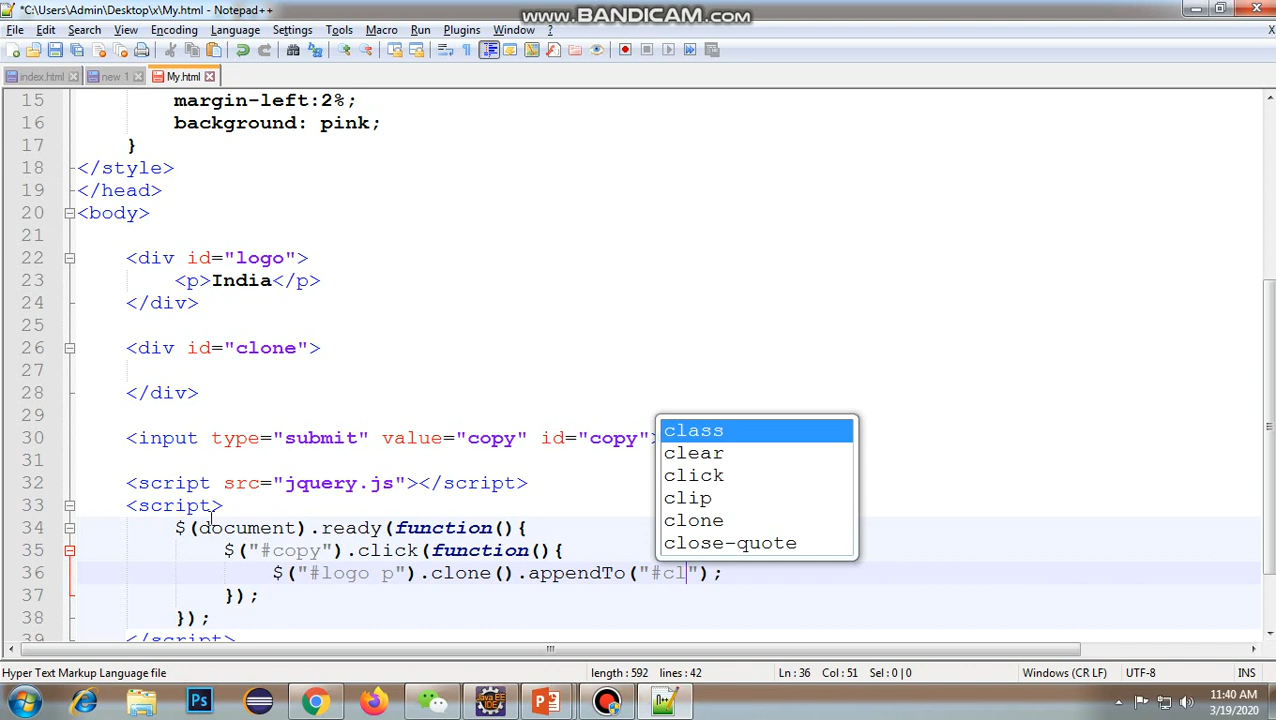 *C:\Users\Admin\Desktop\x\My.html - Notepad++
www.BANDICAM.com
File Edit Search View Encoding Language Settings Tools Macro Run Plugins Window ? X
index.html new 1 My.html
15 margin-left:2%;
16 background: pink;
17 }
18 </style>
19 </head>
20 <body>
21
22 <div id="logo">
23 <p>India</p>
24 </div>
25
26 <div id="clone">
27
28 </div>
29
30 <input type="submit" value="copy" id="copy">
31
32 <script src="jquery.js"></script>
33 <script>
34 $(document).ready(function(){
35 $("#copy").click(function(){
36 $("#logo p").clone().appendTo("#cl");
37 });
38 });
39 </script>
class
clear
click
clip
clone
close-quote
Hyper Text Markup Language file length : 592 lines : 42 Ln : 36 Col : 51 Sel : 0 | 0 Windows (CR LF) UTF-8 INS
Ps Java EE IDE P
11:40 AM
3/19/2020